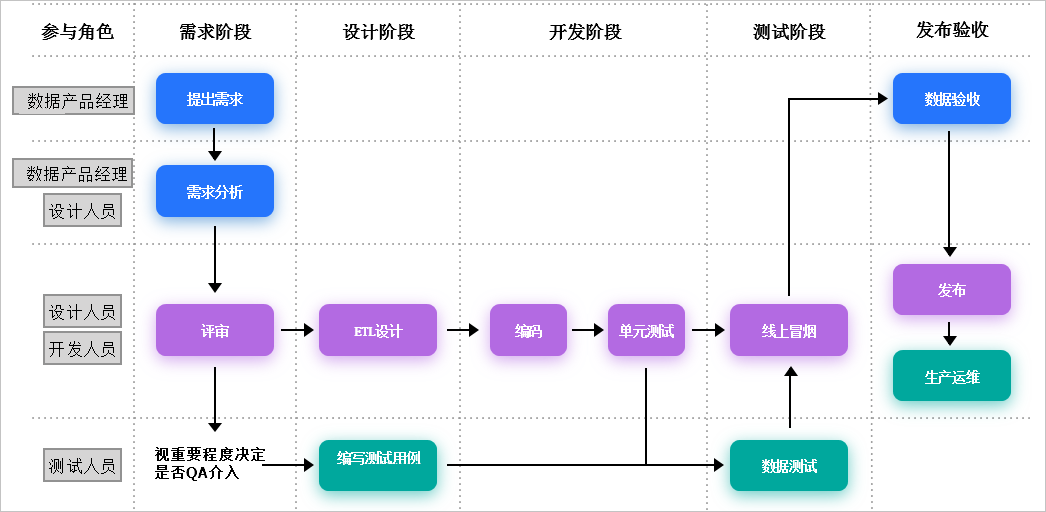 参与角色
需求阶段
设计阶段
开发阶段
测试阶段
发布验收
数据产品经理
提出需求
数据验收
数据产品经理
设计人员
需求分析
设计人员
开发人员
评审
ETL设计
编码
单元测试
线上冒烟
发布
生产运维
测试人员
视重要程度决定
是否QA介入
编写测试用例
数据测试